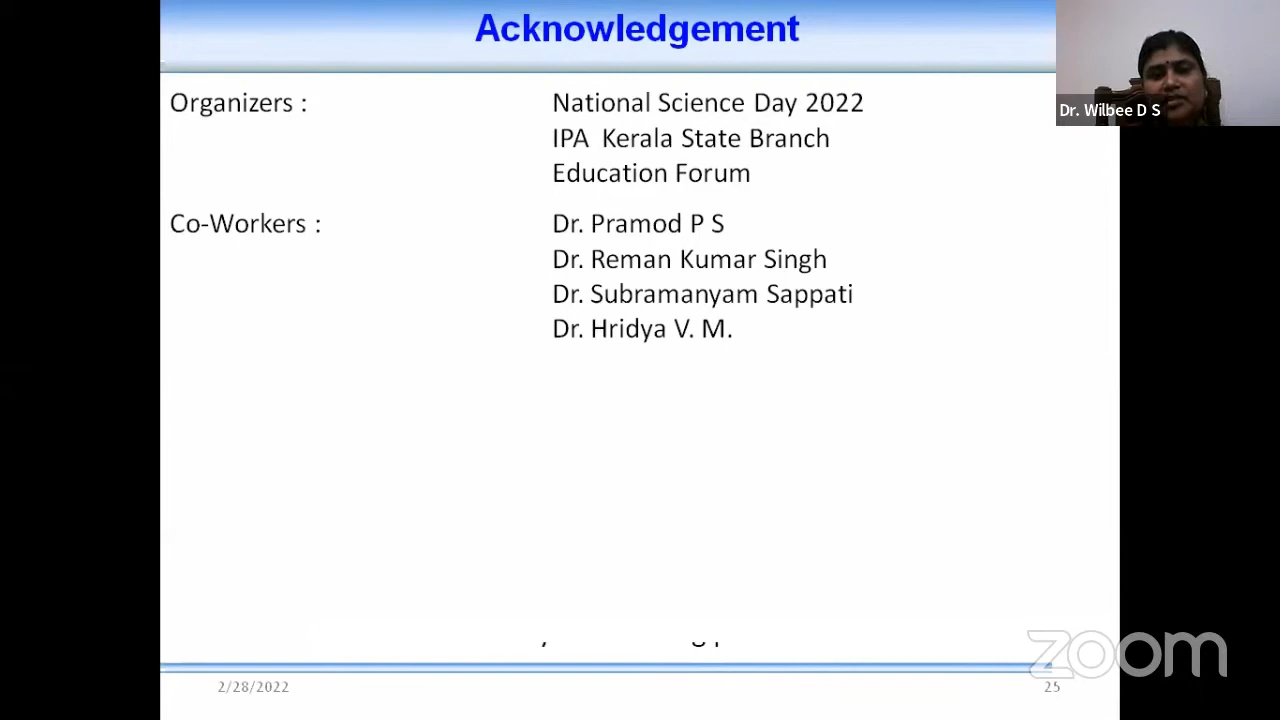 Acknowledgement
Dr. Wilbee D S
Organizers :
National Science Day 2022
IPA Kerala State Branch
Education Forum
Co-Workers :
Dr. Pramod P S
Dr. Reman Kumar Singh
Dr. Subramanyam Sappati
Dr. Hridya V. M.
zoom
2/28/2022
25